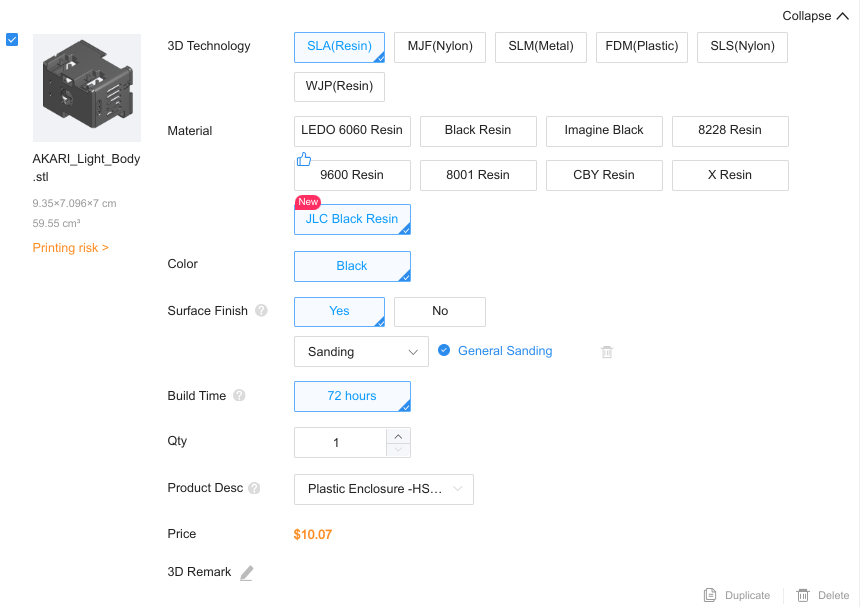 Collapse
3D Technology
SLA(Resin)
MJF(Nylon)
SLM(Metal)
FDM(Plastic)
SLS(Nylon)
WJP(Resin)
AKARI_Light_Body
.stl
9.35×7.096×7 cm
59.55 cm³
Printing risk >
Material
LEDO 6060 Resin
Black Resin
Imagine Black
8228 Resin
9600 Resin
8001 Resin
CBY Resin
X Resin
New
JLC Black Resin
Color
Black
Surface Finish ?
Yes
No
Sanding
General Sanding
Build Time ?
72 hours
Qty
1
Product Desc ?
Plastic Enclosure -HS...
Price
$10.07
3D Remark
Duplicate
Delete